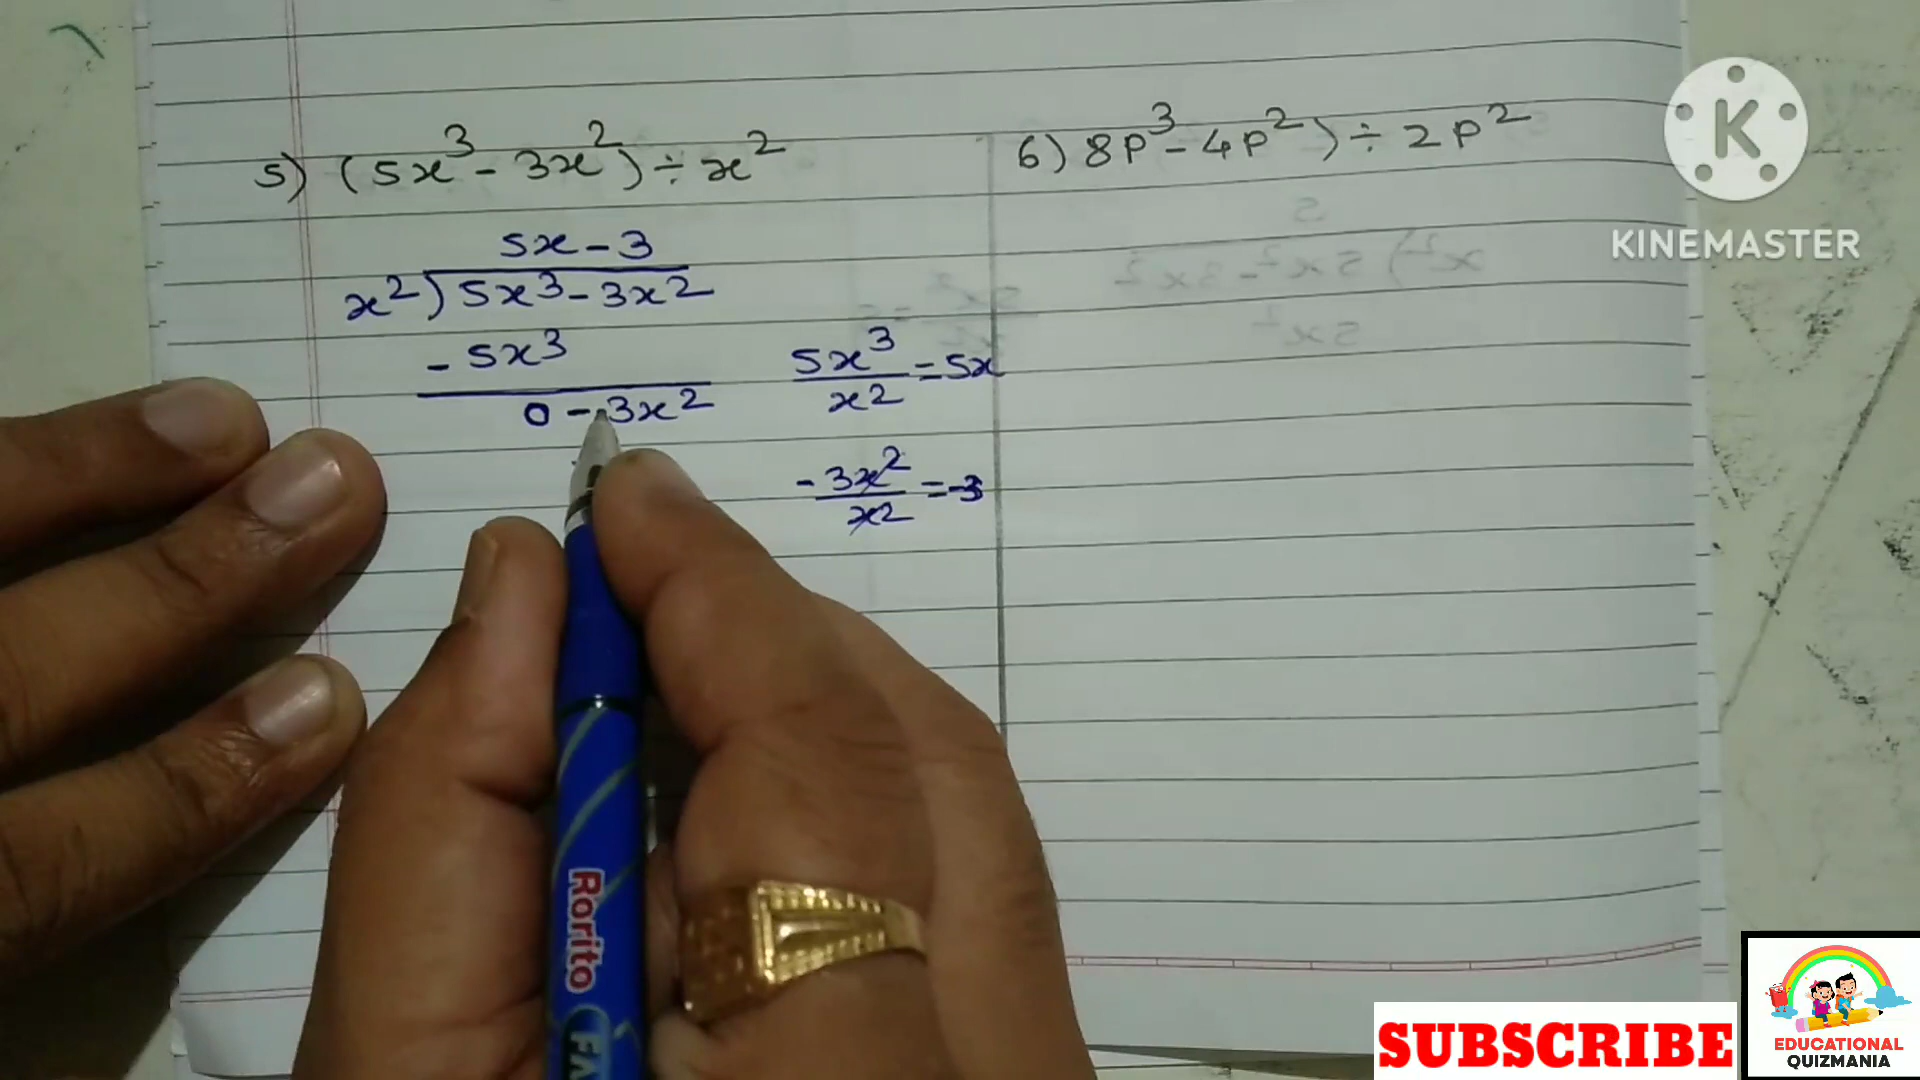 5) (5x³ - 3x²) ÷ x²
5x - 3
x²) 5x³ - 3x²
- 5x³
0 - 3x²
5x³/x² = 5x
-3x²/x² = -3
6) 8p³ - 4p²) ÷ 2p²
K
KINEMASTER
Rorito
SUBSCRIBE
EDUCATIONAL
QUIZMANIA